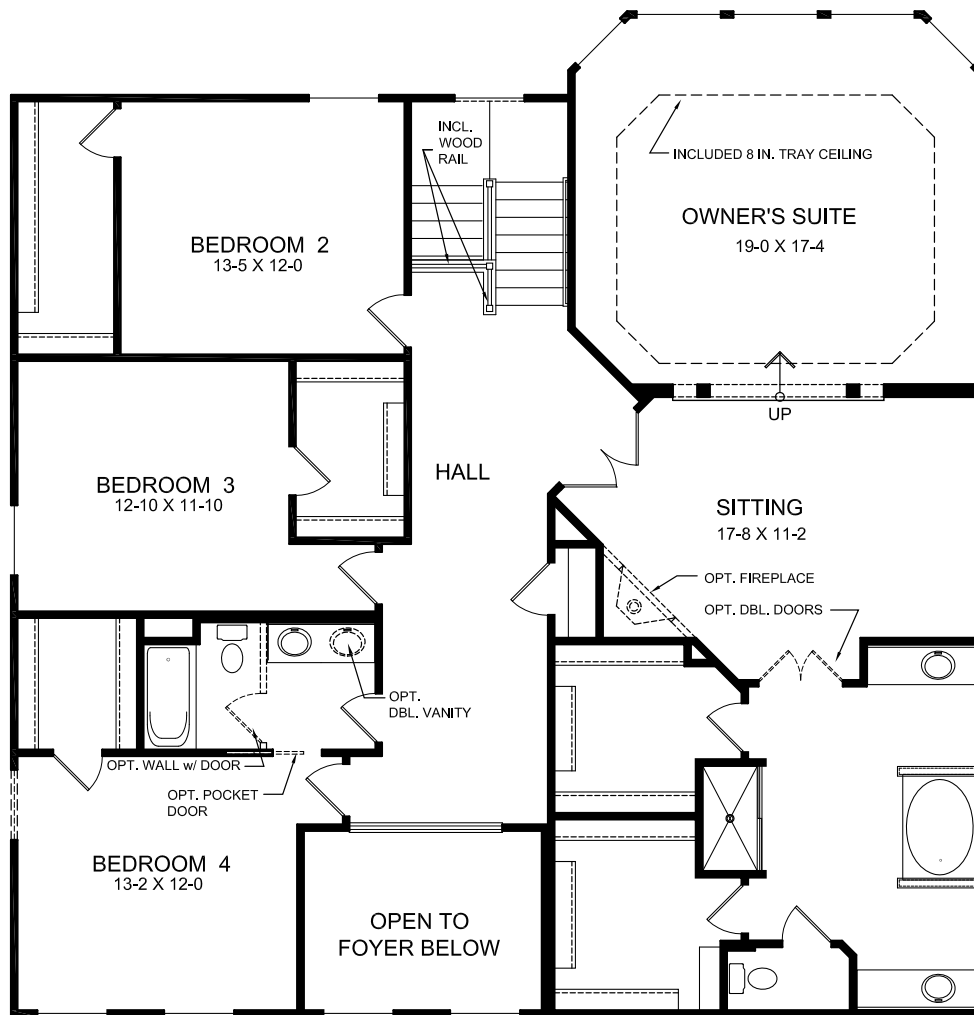 INCL.
WOOD
RAIL
INCLUDED 8 IN. TRAY CEILING
OWNER'S SUITE
19-0 X 17-4
BEDROOM 2
13-5 X 12-0
UP
HALL
BEDROOM 3
12-10 X 11-10
SITTING
17-8 X 11-2
OPT. FIREPLACE
OPT. DBL. DOORS
OPT.
DBL. VANITY
OPT. WALL w/ DOOR
OPT. POCKET
DOOR
BEDROOM 4
13-2 X 12-0
OPEN TO
FOYER BELOW